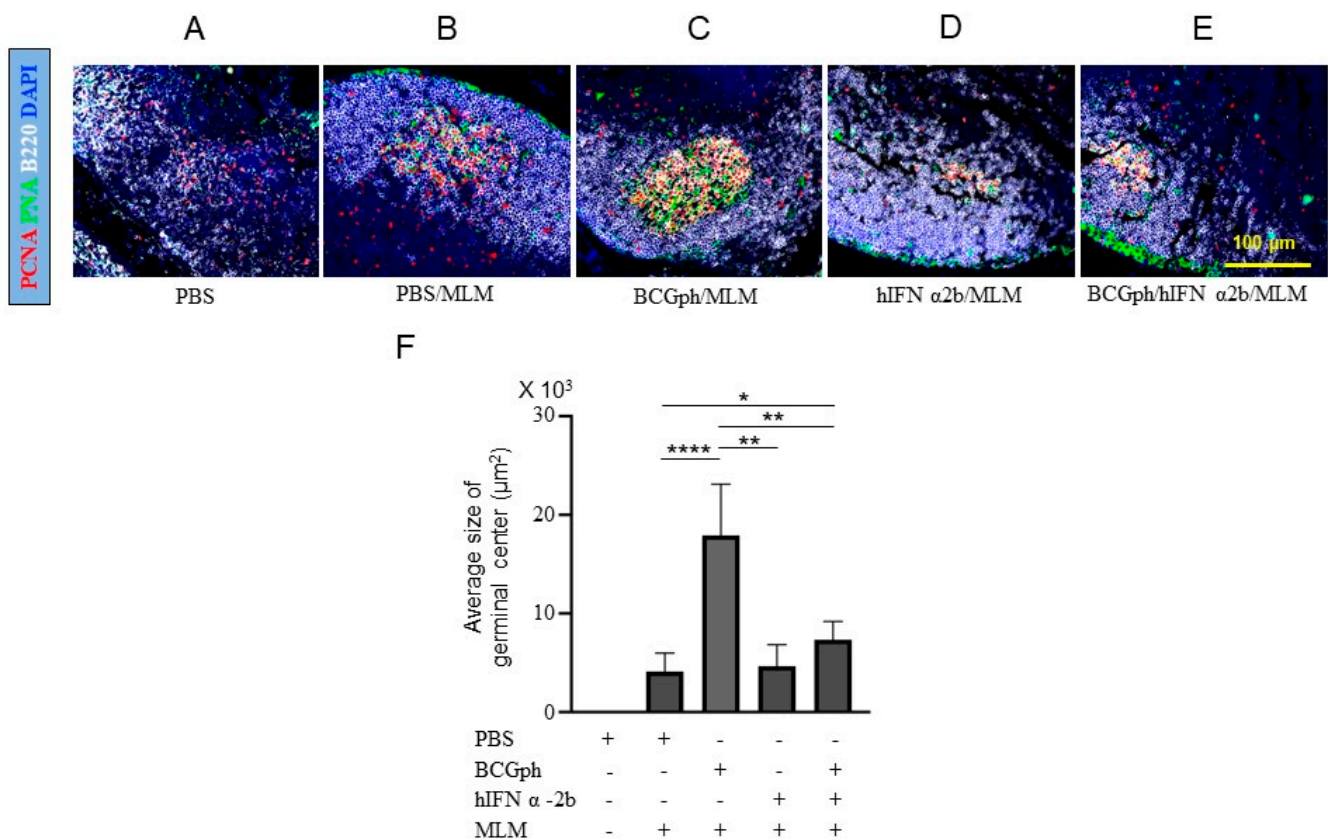 A B C D E
PCNA PNA B220 DAPI
100 µm
PBS PBS/MLM BCGph/MLM hIFN α2b/MLM BCGph/hIFN α2b/MLM
F
X 10³
Average size of
germinal center (µm²)
30
20
10
0
*
**
**** **
PBS + + - - -
BCGph - - + - +
hIFN α -2b - - - + +
MLM - + + + +